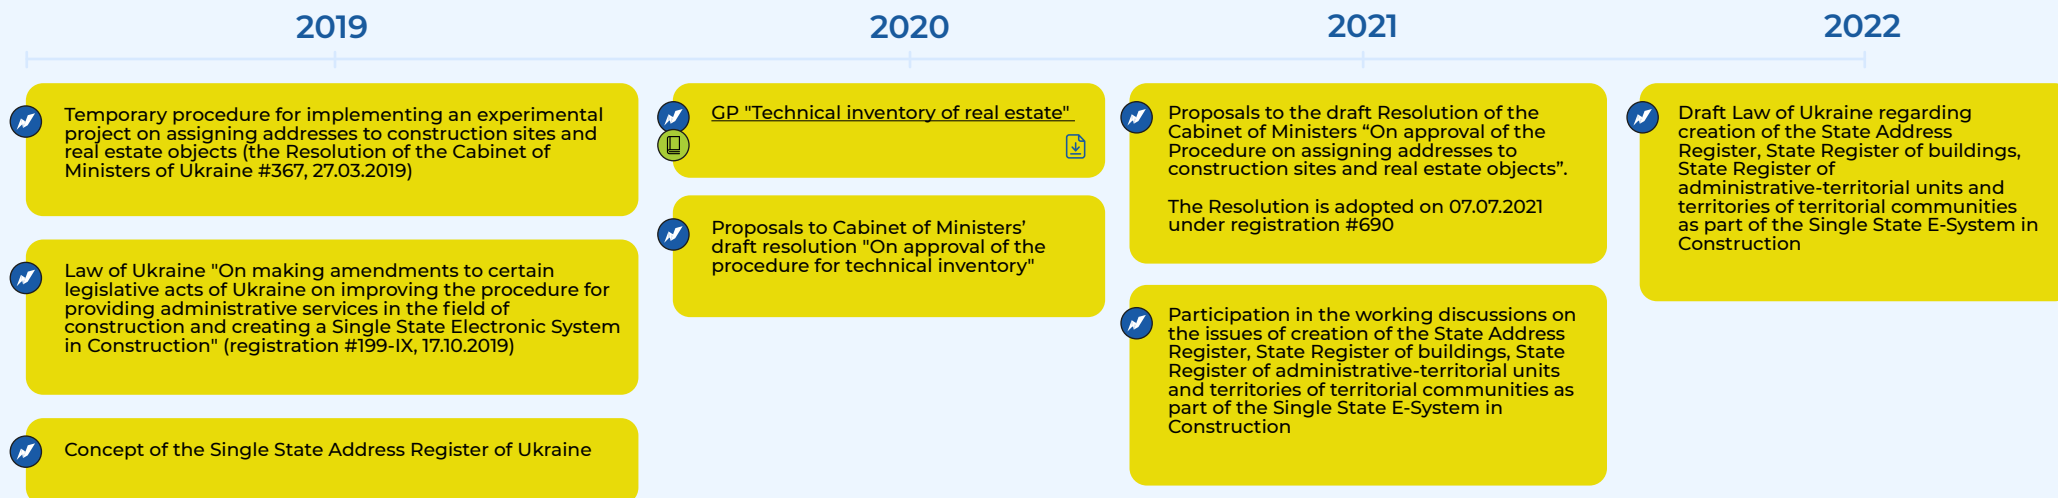 2019
Temporary procedure for implementing an experimental
project on assigning addresses to construction sites and
real estate objects (the Resolution of the Cabinet of
Ministers of Ukraine #367, 27.03.2019)
Law of Ukraine "On making amendments to certain
legislative acts of Ukraine on improving the procedure for
providing administrative services in the field of
construction and creating a Single State Electronic System
in Construction" (registration #199-IX, 17.10.2019)
Concept of the Single State Address Register of Ukraine
2020
GP "Technical inventory of real estate"
Proposals to Cabinet of Ministers’
draft resolution "On approval of the
procedure for technical inventory"
2021
Proposals to the draft Resolution of the
Cabinet of Ministers “On approval of the
Procedure on assigning addresses to
construction sites and real estate objects”.
The Resolution is adopted on 07.07.2021
under registration #690
Participation in the working discussions on
the issues of creation of the State Address
Register, State Register of buildings, State
Register of administrative-territorial units
and territories of territorial communities as
part of the Single State E-System in
Construction
2022
Draft Law of Ukraine regarding
creation of the State Address
Register, State Register of buildings,
State Register of
administrative-territorial units and
territories of territorial communities
as part of the Single State E-System in
Construction